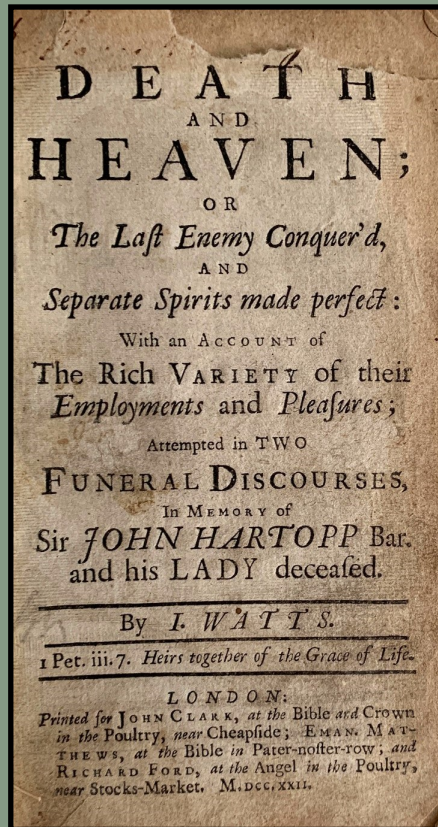 DEATH
AND
HEAVEN;
OR
The Laſt Enemy Conquer'd,
AND
Separate Spirits made perfect:
With an ACCOUNT of
The Rich VARIETY of their
Employments and Pleaſures;
Attempted in TWO
FUNERAL DISCOURSES,
In MEMORY of
Sir JOHN HARTOPP Bar.
and his LADY deceaſed.
By I. WATTS.
1 Pet. iii. 7. Heirs together of the Grace of Life.
LONDON:
Printed for JOHN CLARK, at the Bible and Crown
in the Poultry, near Cheapſide; EMAN. MAT-
THEWS, at the Bible in Pater-noſter-row; and
RICHARD FORD, at the Angel in the Poultry,
near Stocks-Market. M.DCC.XXII.